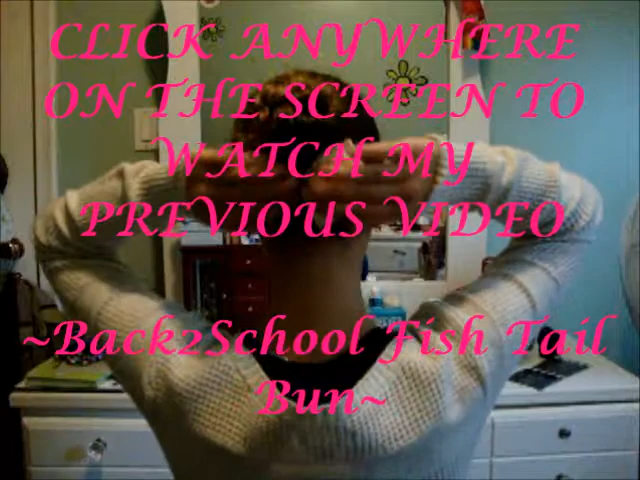 CLICK ANYWHERE
ON THE SCREEN TO
WATCH MY
PREVIOUS VIDEO
~Back2School Fish Tail
Bun~